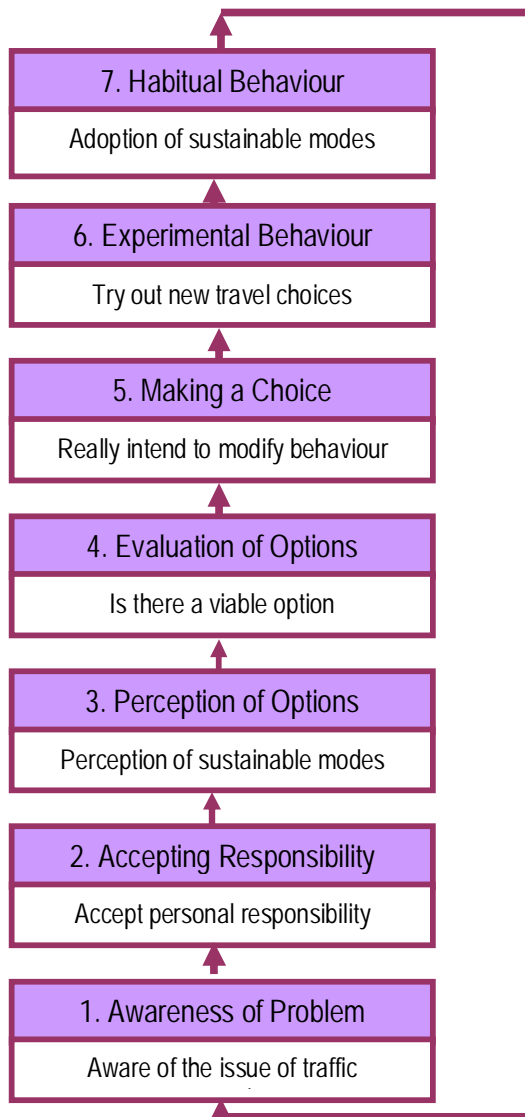 7. Habitual Behaviour
Adoption of sustainable modes
6. Experimental Behaviour
Try out new travel choices
5. Making a Choice
Really intend to modify behaviour
4. Evaluation of Options
Is there a viable option
3. Perception of Options
Perception of sustainable modes
2. Accepting Responsibility
Accept personal responsibility
1. Awareness of Problem
Aware of the issue of traffic